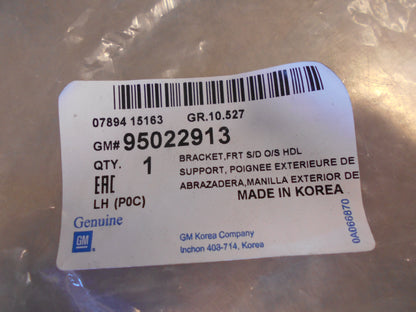 07894 15163 GR.10.527
GM# 95022913
QTY. 1
BRACKET,FRT S/D O/S HDL
SUPPORT, POIGNEE EXTERIEURE DE
ABRAZADERA,MANILLA EXTERIOR DE
EAC
LH (P0C)
MADE IN KOREA
Genuine
GM
GM Korea Company
Inchon 403-714, Korea
0A066870